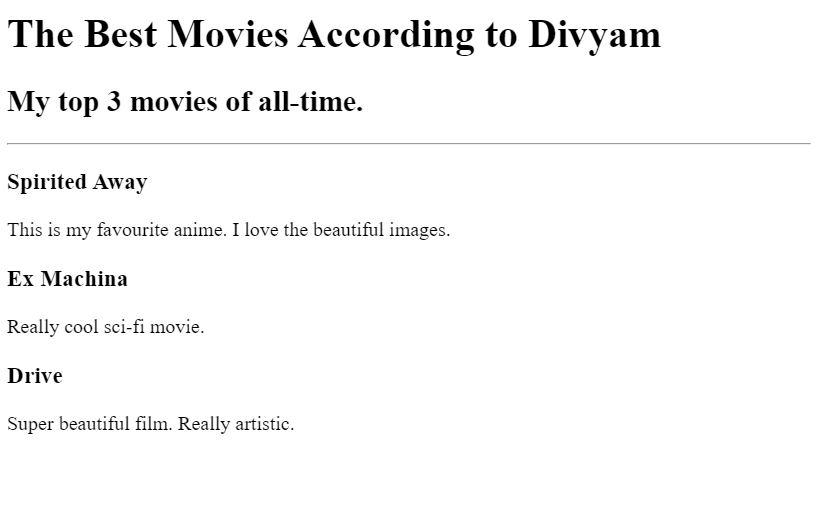 The Best Movies According to Divyam
My top 3 movies of all-time.
Spirited Away
This is my favourite anime. I love the beautiful images.
Ex Machina
Really cool sci-fi movie.
Drive
Super beautiful film. Really artistic.